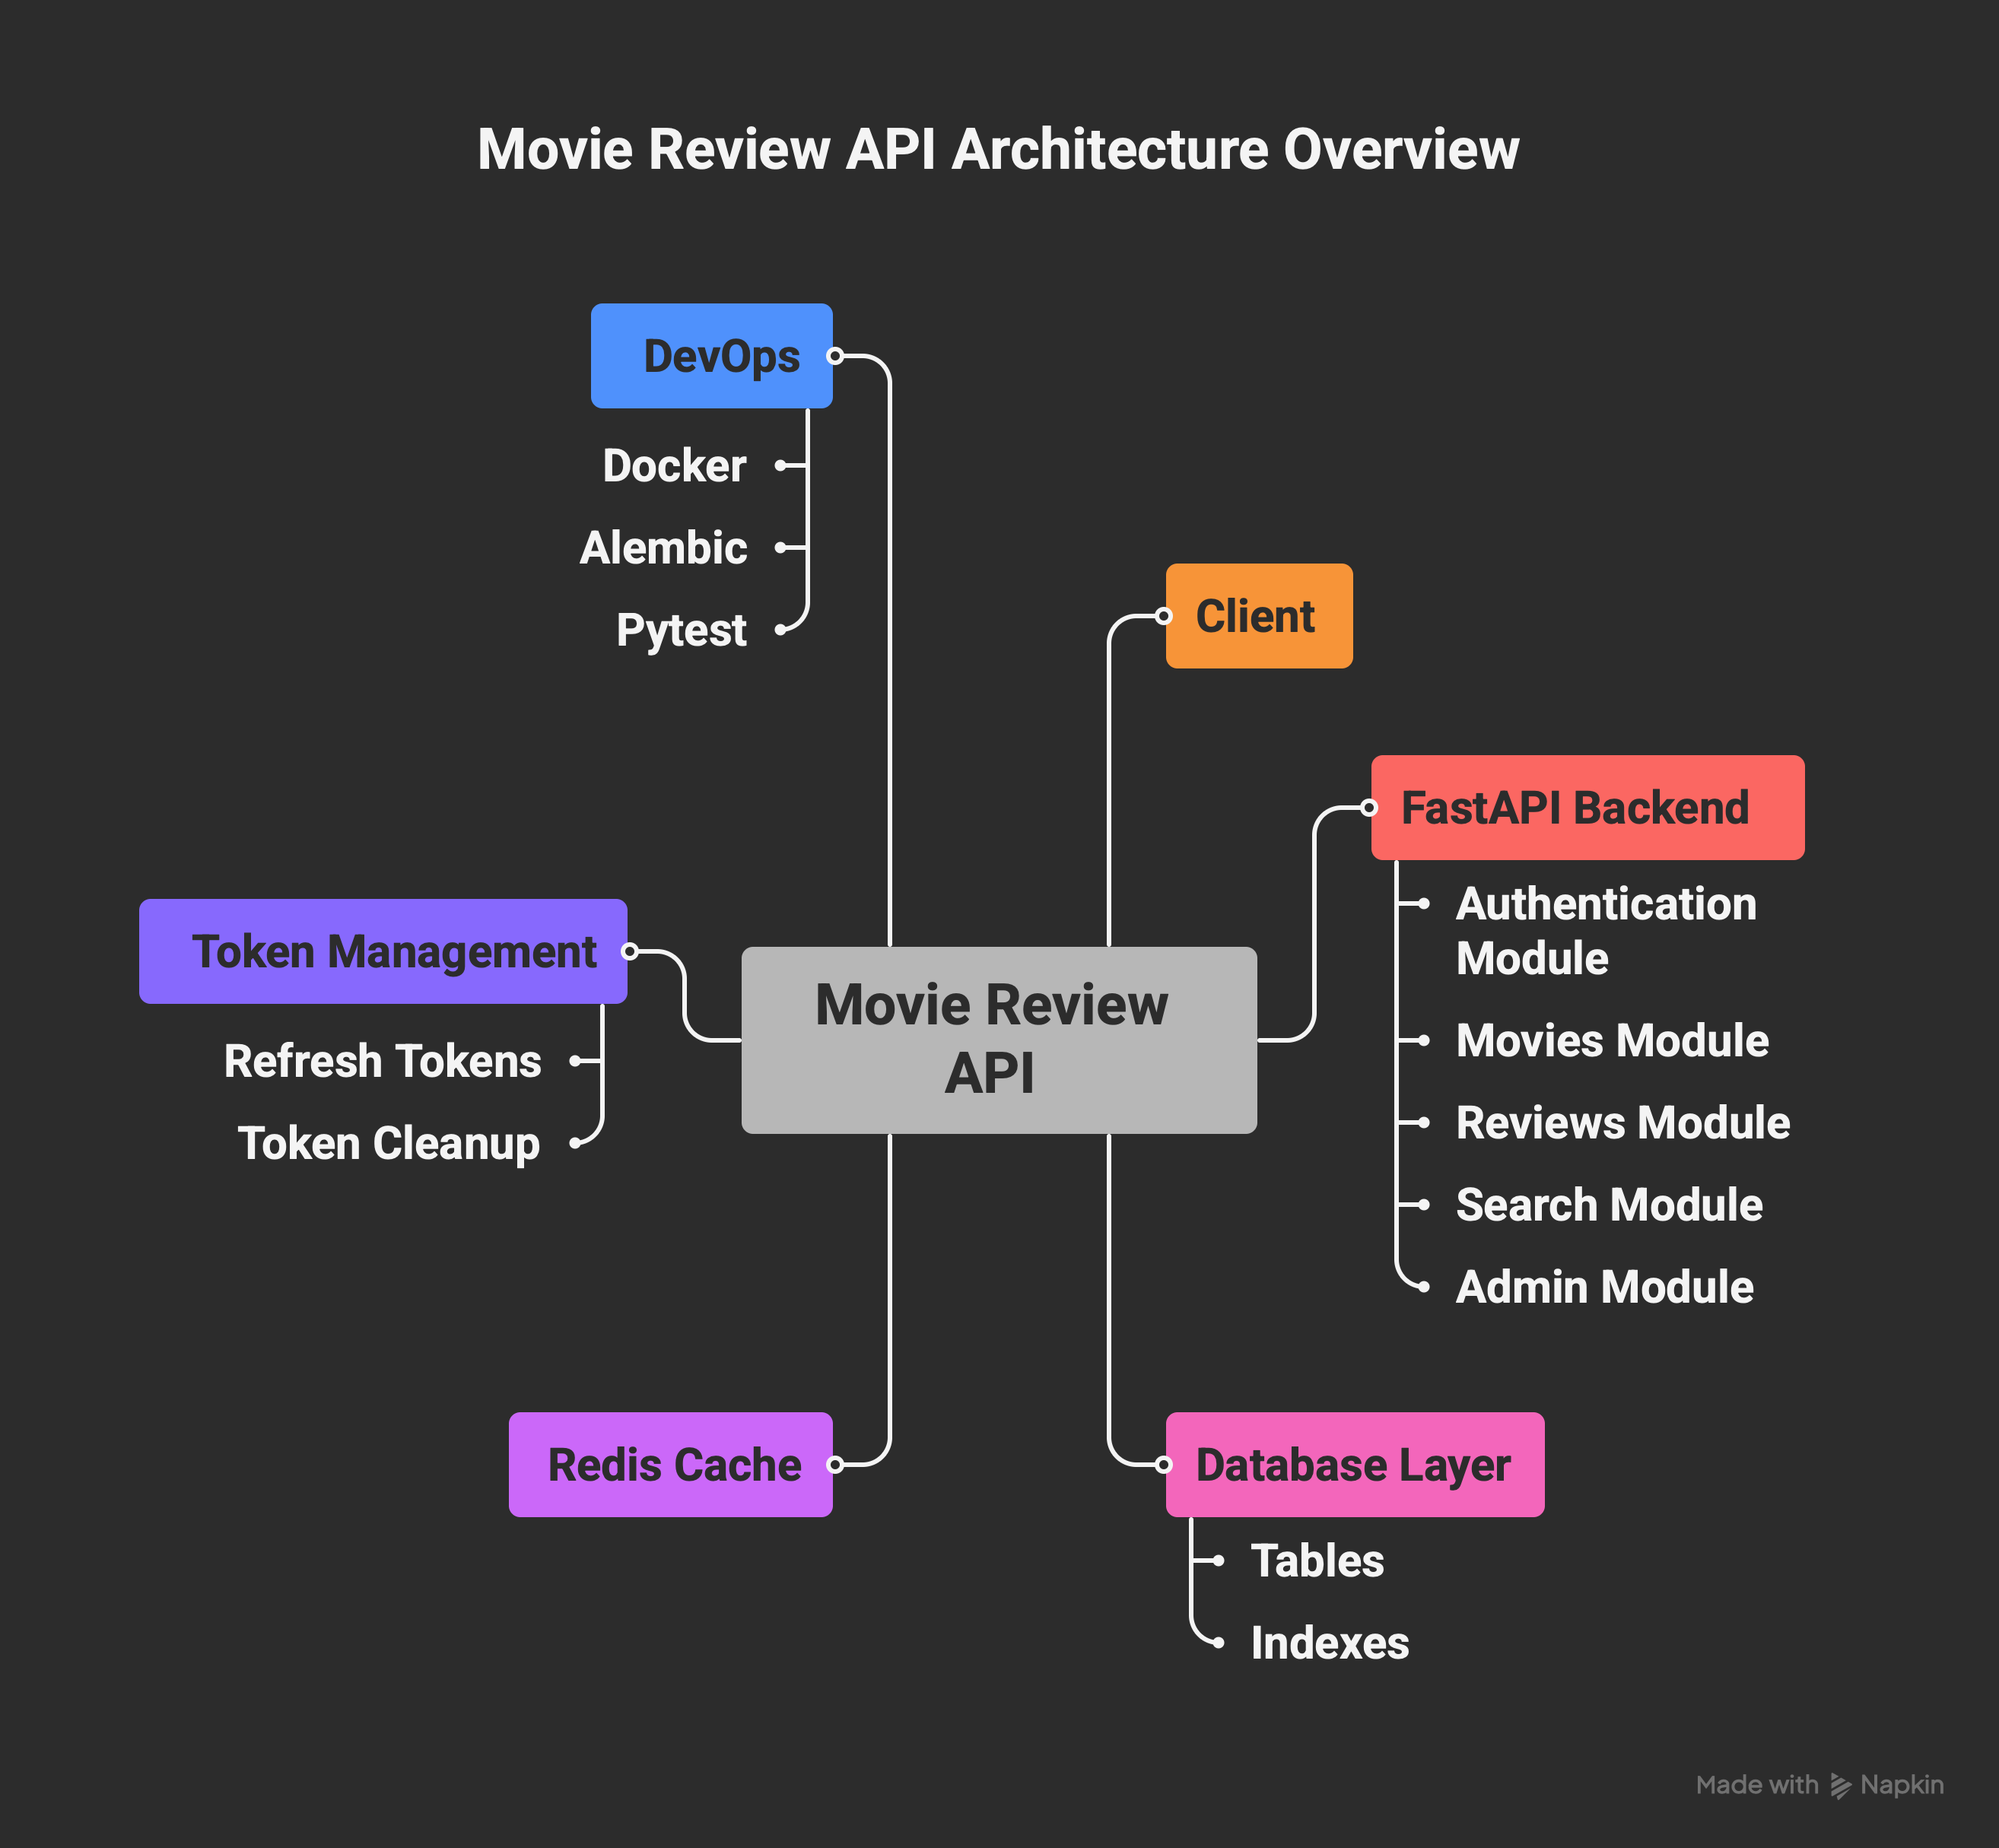 Movie Review API Architecture Overview
DevOps
Docker
Alembic
Pytest
Client
FastAPI Backend
Authentication
Module
Movies Module
Reviews Module
Search Module
Admin Module
Token Management
Refresh Tokens
Token Cleanup
Movie Review
API
Redis Cache
Database Layer
Tables
Indexes
Made with Napkin